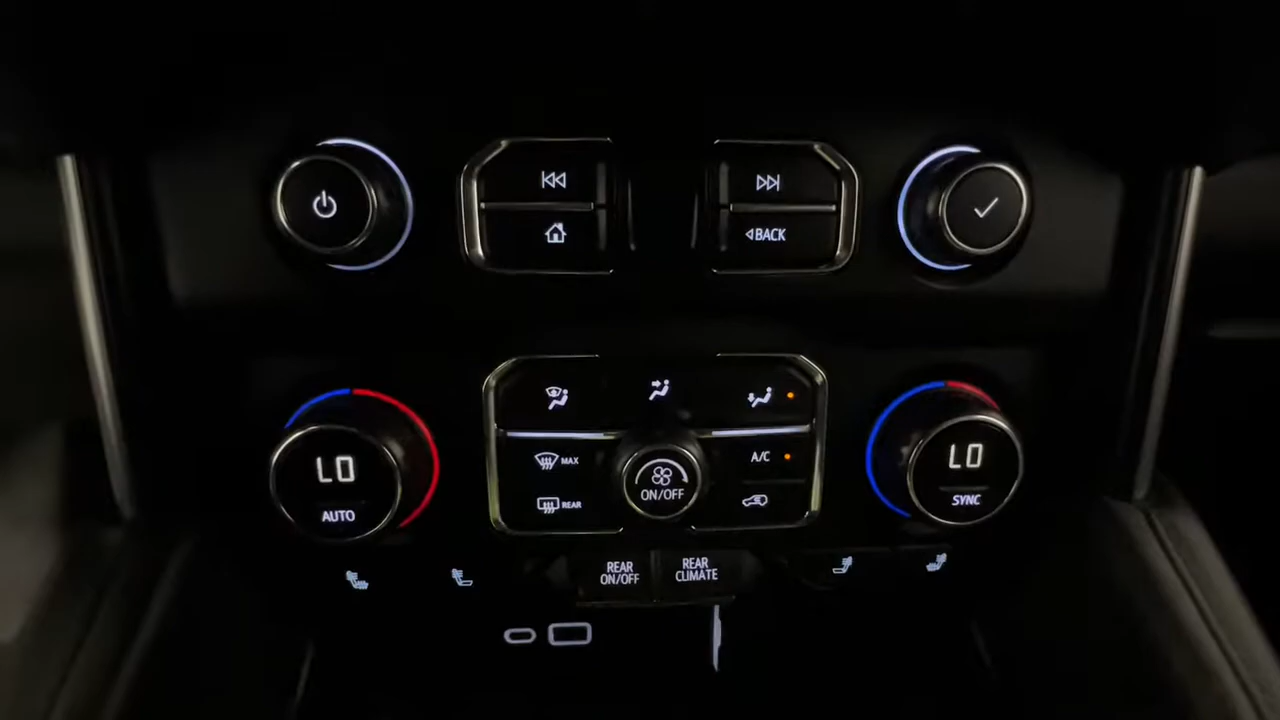 BACK
LO
AUTO
MAX
REAR
ON/OFF
A/C
LO
SYNC
REAR
ON/OFF
REAR
CLIMATE